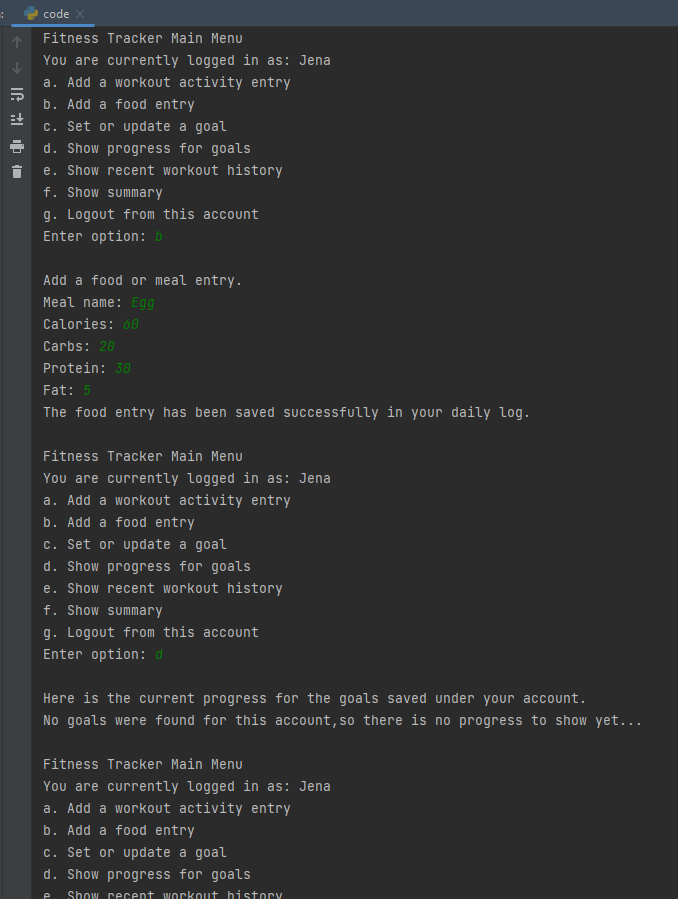 code
Fitness Tracker Main Menu
You are currently logged in as: Jena
a. Add a workout activity entry
b. Add a food entry
c. Set or update a goal
d. Show progress for goals
e. Show recent workout history
f. Show summary
g. Logout from this account
Enter option: b
Add a food or meal entry.
Meal name: Egg
Calories: 60
Carbs: 20
Protein: 30
Fat: 5
The food entry has been saved successfully in your daily log.
Fitness Tracker Main Menu
You are currently logged in as: Jena
a. Add a workout activity entry
b. Add a food entry
c. Set or update a goal
d. Show progress for goals
e. Show recent workout history
f. Show summary
g. Logout from this account
Enter option: d
Here is the current progress for the goals saved under your account.
No goals were found for this account,so there is no progress to show yet...
Fitness Tracker Main Menu
You are currently logged in as: Jena
a. Add a workout activity entry
b. Add a food entry
c. Set or update a goal
d. Show progress for goals
e. Show recent workout history